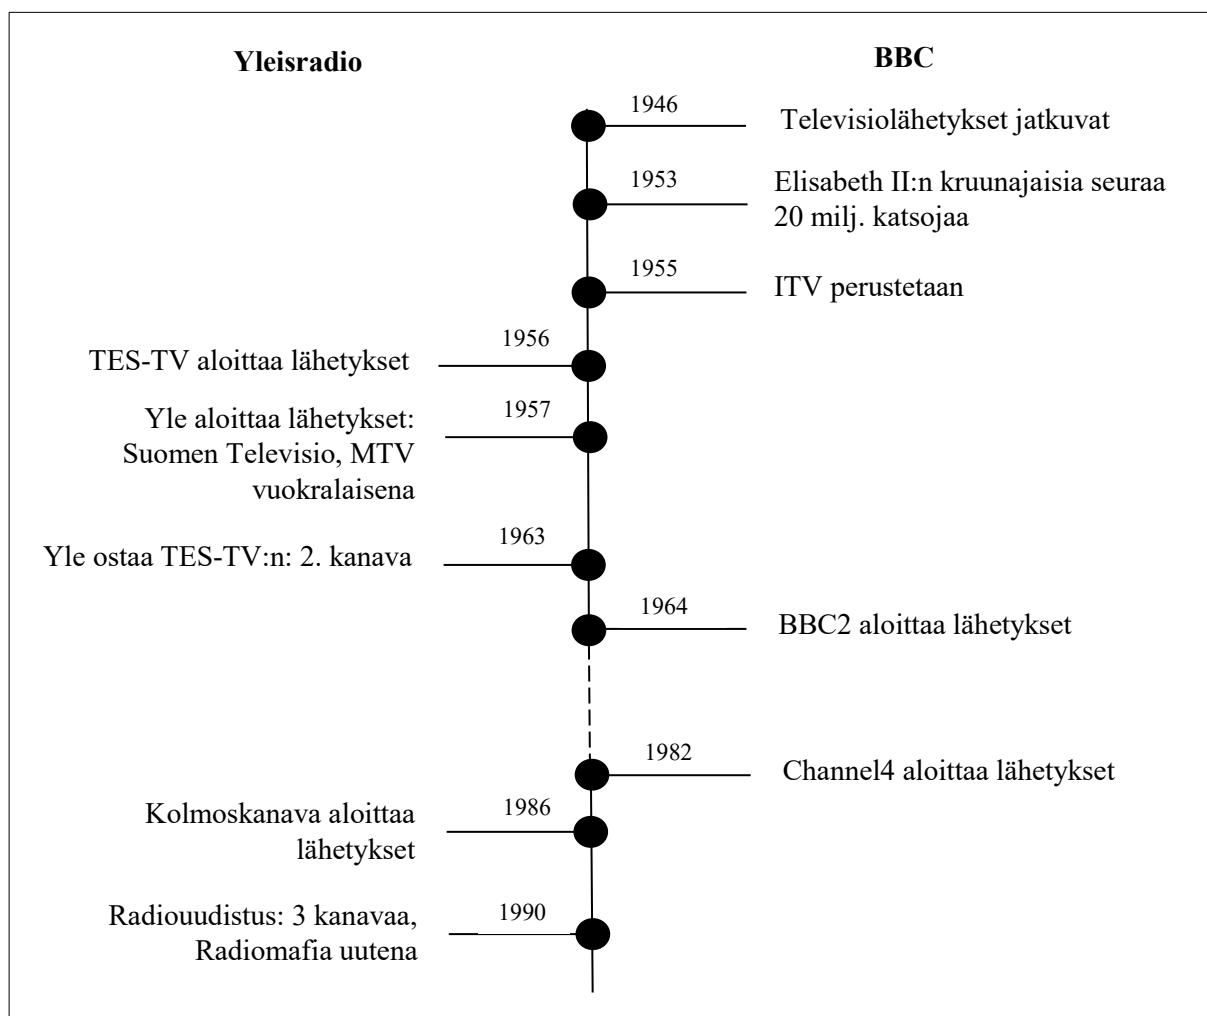 Yleisradio
BBC
1946
Televisiolähetykset jatkuvat
1953
Elisabeth II:n kruunajaisia seuraa
20 milj. katsojaa
1955
ITV perustetaan
1956
TES-TV aloittaa lähetykset
1957
Yle aloittaa lähetykset:
Suomen Televisio, MTV
vuokralaisena
1963
Yle ostaa TES-TV:n: 2. kanava
1964
BBC2 aloittaa lähetykset
1982
Channel4 aloittaa lähetykset
1986
Kolmoskanava aloittaa
lähetykset
1990
Radiouudistus: 3 kanavaa,
Radiomafia uutena